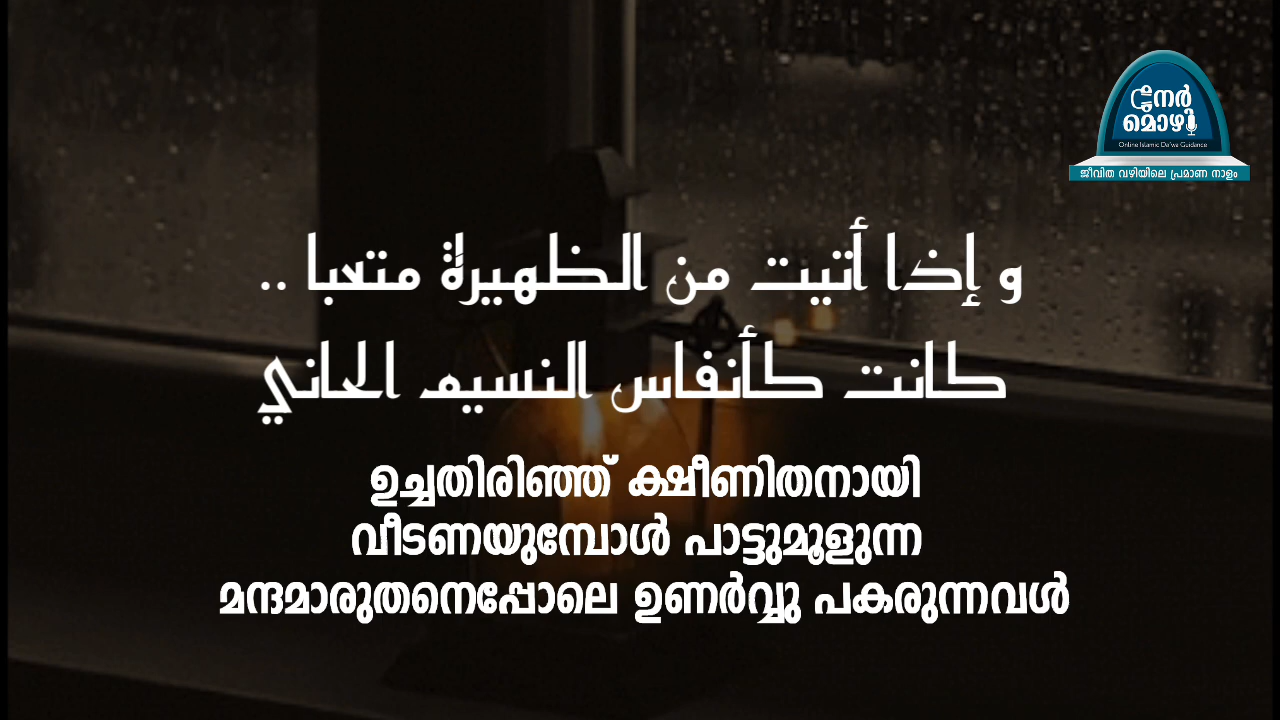 നേർ
മൊഴി
Online Islamic Da'wa Guidance
ജീവിത വഴിയിലെ പ്രമാണ നാളം
و إذا أتيت من الظهيرة متعبا ..
كانت كأنفاس النسيم الحاني
ഉച്ചതിരിഞ്ഞ് ക്ഷീണിതനായി
വീടണയുമ്പോൾ പാട്ടുമൂളുന്ന
മന്ദമാരുതനെപ്പോലെ ഉണർവ്വു പകരുന്നവൾ